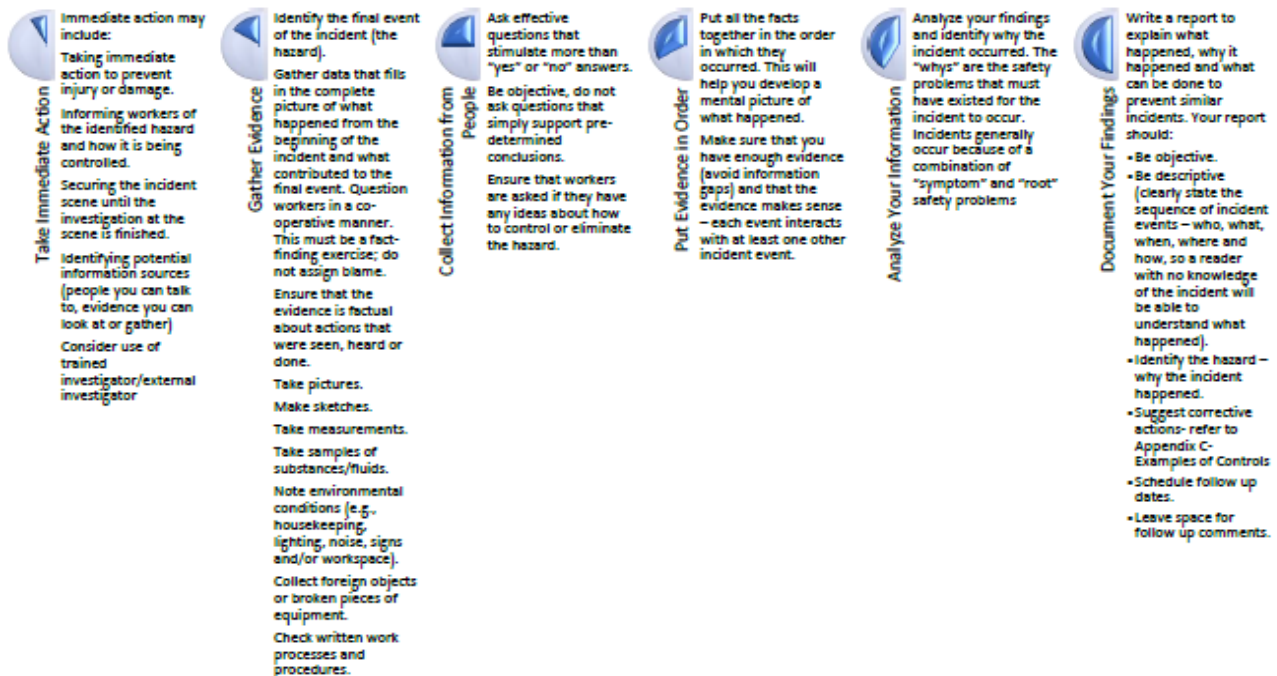 Take Immediate Action
Immediate action may
include:
Taking immediate
action to prevent
injury or damage.
Informing workers of
the identified hazard
and how it is being
controlled.
Securing the incident
scene until the
investigation at the
scene is finished.
Identifying potential
information sources
(people you can talk
to, evidence you can
look at or gather)
Consider use of
trained
investigator/external
investigator
Gather Evidence
Identify the final event
of the incident (the
hazard).
Gather data that fills
in the complete
picture of what
happened from the
beginning of the
incident and what
contributed to the
final event. Question
workers in a co-
operative manner.
This must be a fact-
finding exercise; do
not assign blame.
Ensure that the
evidence is factual
about actions that
were seen, heard or
done.
Take pictures.
Make sketches.
Take measurements.
Take samples of
substances/fluids.
Note environmental
conditions (e.g.,
housekeeping,
lighting, noise, signs
and/or workspace).
Collect foreign objects
or broken pieces of
equipment.
Check written work
processes and
procedures.
Collect Information from
People
Ask effective
questions that
stimulate more than
“yes” or “no” answers.
Be objective, do not
ask questions that
simply support pre-
determined
conclusions.
Ensure that workers
are asked if they have
any ideas about how
to control or eliminate
the hazard.
Put Evidence in Order
Put all the facts
together in the order
in which they
occurred. This will
help you develop a
mental picture of
what happened.
Make sure that you
have enough evidence
(avoid information
gaps) and that the
evidence makes sense
– each event interacts
with at least one other
incident event.
Analyze Your Information
Analyze your findings
and identify why the
incident occurred. The
“whys” are the safety
problems that must
have existed for the
incident to occur.
Incidents generally
occur because of a
combination of
“symptom” and “root”
safety problems
Document Your Findings
Write a report to
explain what
happened, why it
happened and what
can be done to
prevent similar
incidents. Your report
should:
▪Be objective.
▪Be descriptive
(clearly state the
sequence of incident
events – who, what,
when, where and
how, so a reader
with no knowledge
of the incident will
be able to
understand what
happened).
▪Identify the hazard –
why the incident
happened.
▪Suggest corrective
actions- refer to
Appendix C-
Examples of Controls
▪Schedule follow up
dates.
▪Leave space for
follow up comments.